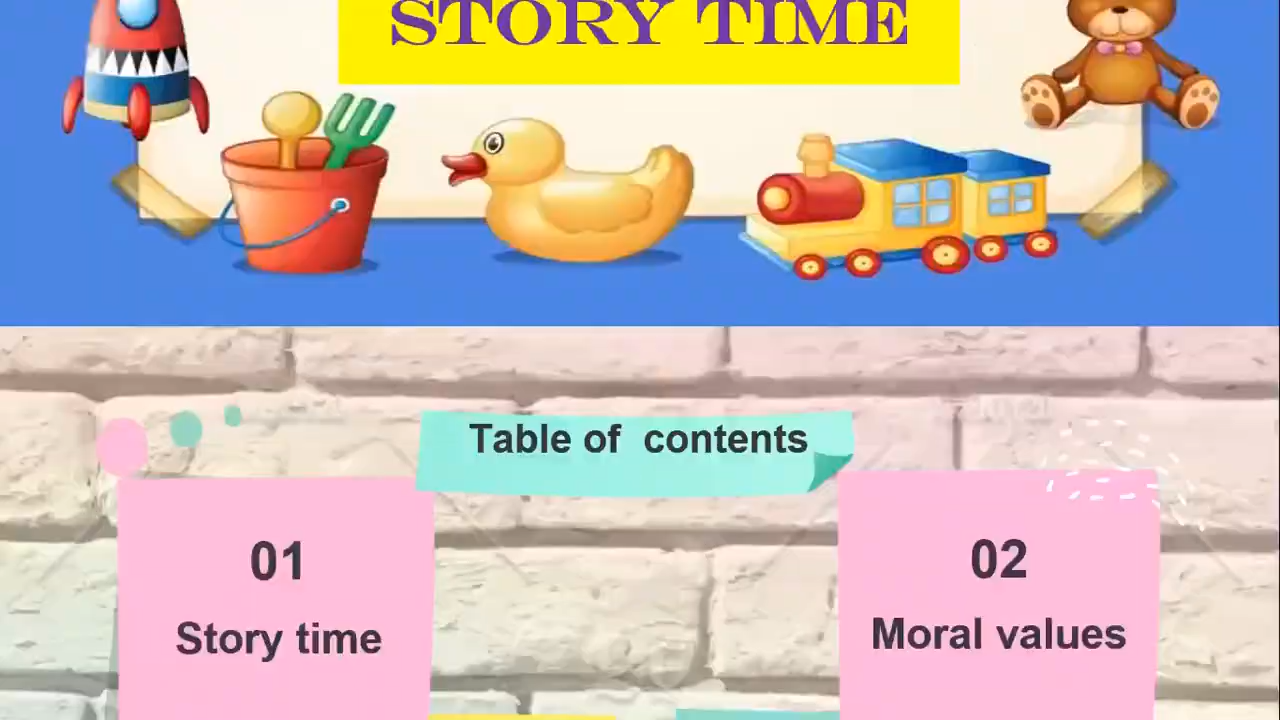 STORY TIME
Table of contents
01
Story time
02
Moral values